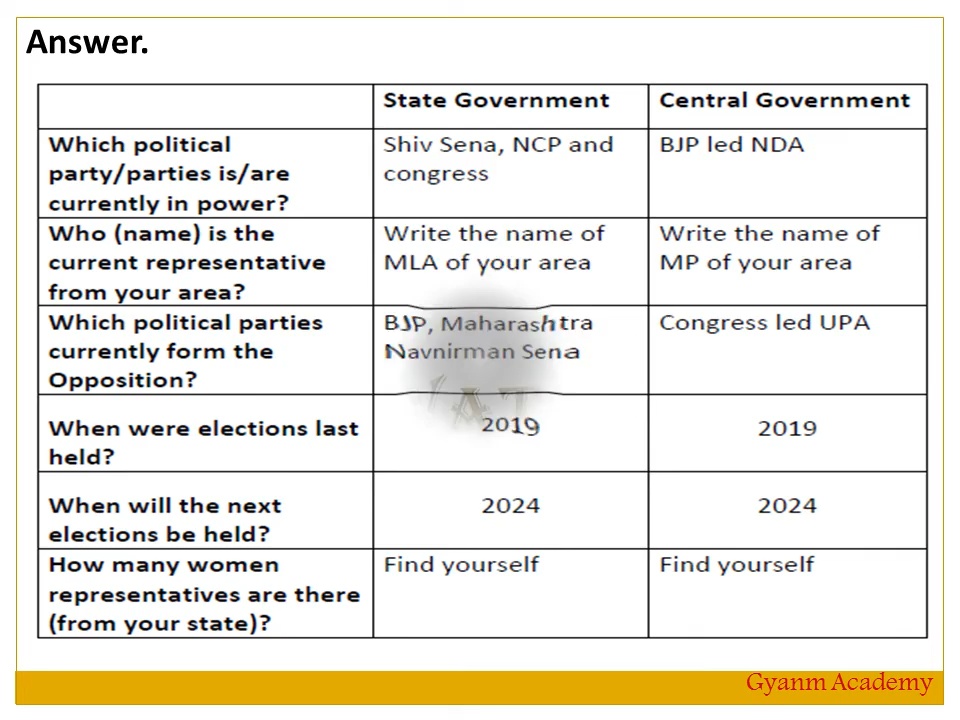 Answer.
State Government Central Government
Which political Shiv Sena, NCP and BJP led NDA
party/parties is/are congress
currently in power?
Who (name) is the Write the name of Write the name of
current representative MLA of your area MP of your area
from your area?
Which political parties BJP, Maharashtra Congress led UPA
currently form the Navnirman Sena
Opposition?
When were elections last 2019 2019
held?
When will the next 2024 2024
elections be held?
How many women Find yourself Find yourself
representatives are there
(from your state)?
Gyanm Academy